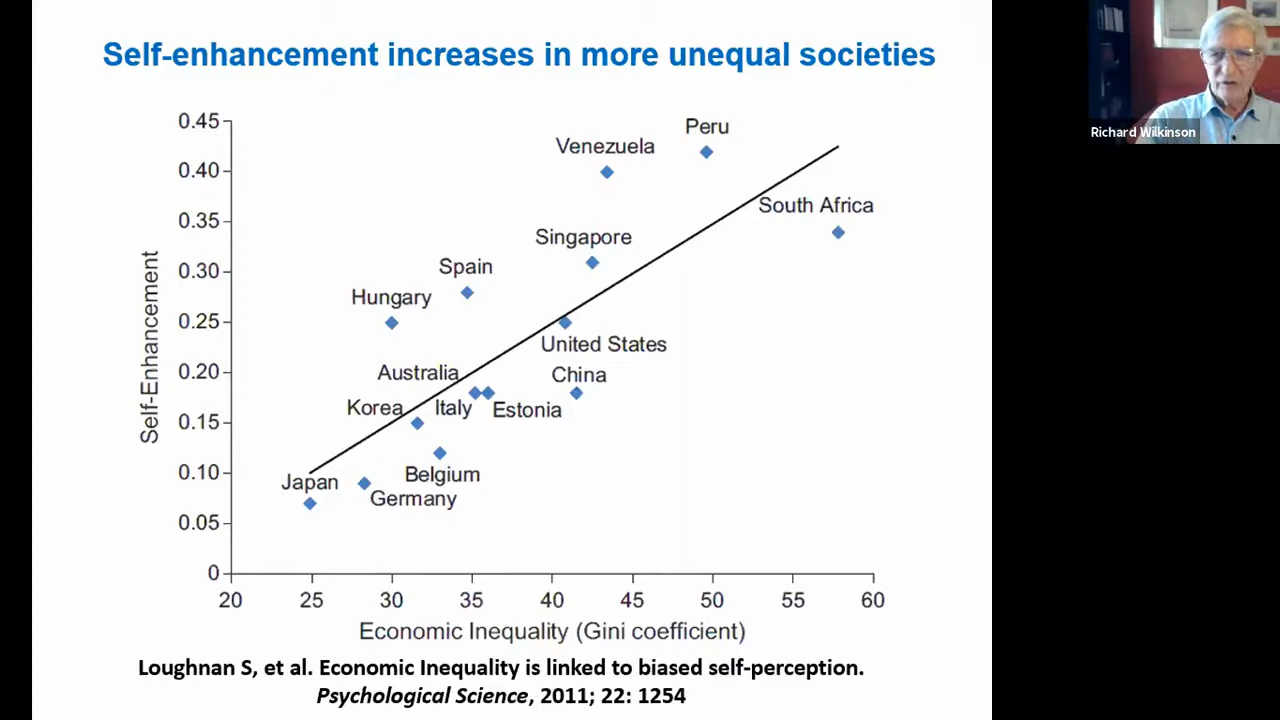 Self-enhancement increases in more unequal societies
Richard Wilkinson
Self-Enhancement
0.45
0.40
0.35
0.30
0.25
0.20
0.15
0.10
0.05
0
Peru
Venezuela
South Africa
Singapore
Spain
Hungary
United States
Australia
China
Korea
Italy
Estonia
Belgium
Japan
Germany
20 25 30 35 40 45 50 55 60
Economic Inequality (Gini coefficient)
Loughnan S, et al. Economic Inequality is linked to biased self-perception.
Psychological Science, 2011; 22: 1254